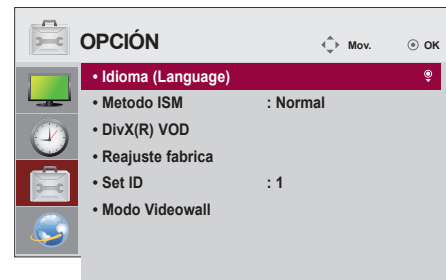 OPCIÓN Mov. OK
• Idioma (Language)
• Metodo ISM : Normal
• DivX(R) VOD
• Reajuste fabrica
• Set ID : 1
• Modo Videowall